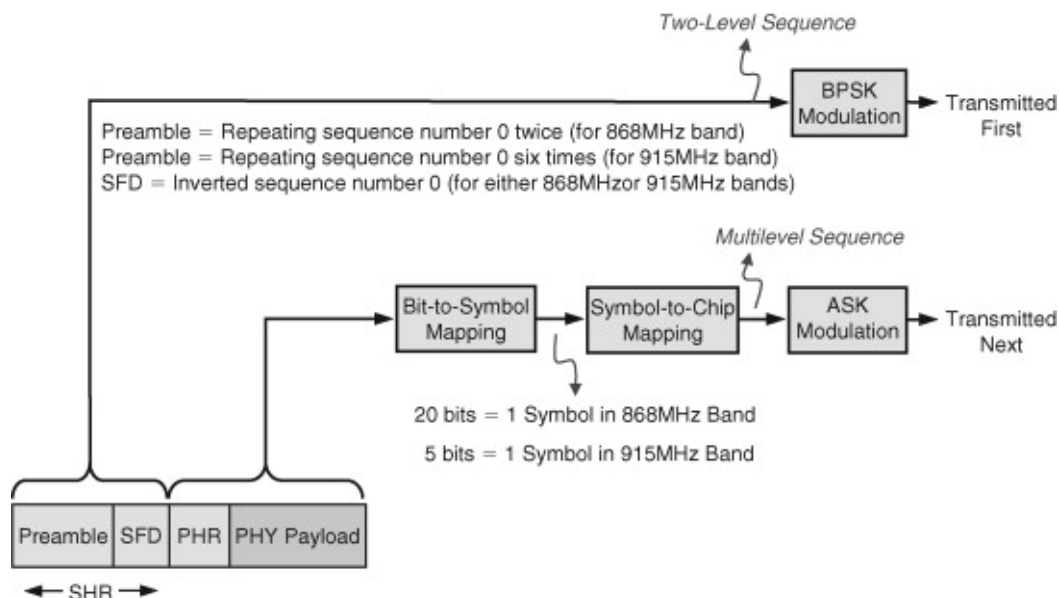 Two-Level Sequence
BPSK
Modulation
Transmitted
First
Preamble = Repeating sequence number 0 twice (for 868MHz band)
Preamble = Repeating sequence number 0 six times (for 915MHz band)
SFD = Inverted sequence number 0 (for either 868MHzor 915MHz bands)
Multilevel Sequence
Bit-to-Symbol
Mapping
Symbol-to-Chip
Mapping
ASK
Modulation
Transmitted
Next
20 bits = 1 Symbol in 868MHz Band
5 bits = 1 Symbol in 915MHz Band
Preamble
SFD
PHR
PHY Payload
SHR